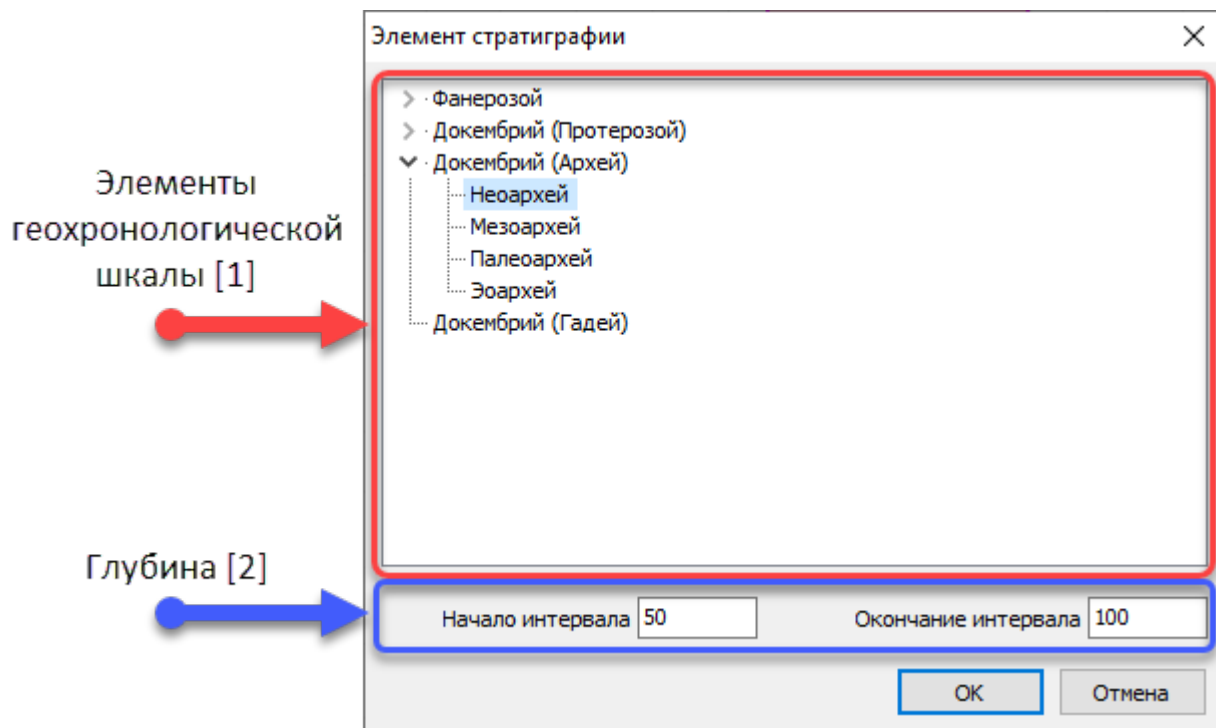 Элемент стратиграфии
Фанерозой
Докембрий (Протерозой)
Докембрий (Архей)
Неоархей
Мезоархей
Палеоархей
Эоархей
Докембрий (Гадей)
Элементы
геохронологической
шкалы [1]
Глубина [2]
Начало интервала 50 Окончание интервала 100
OK Отмена